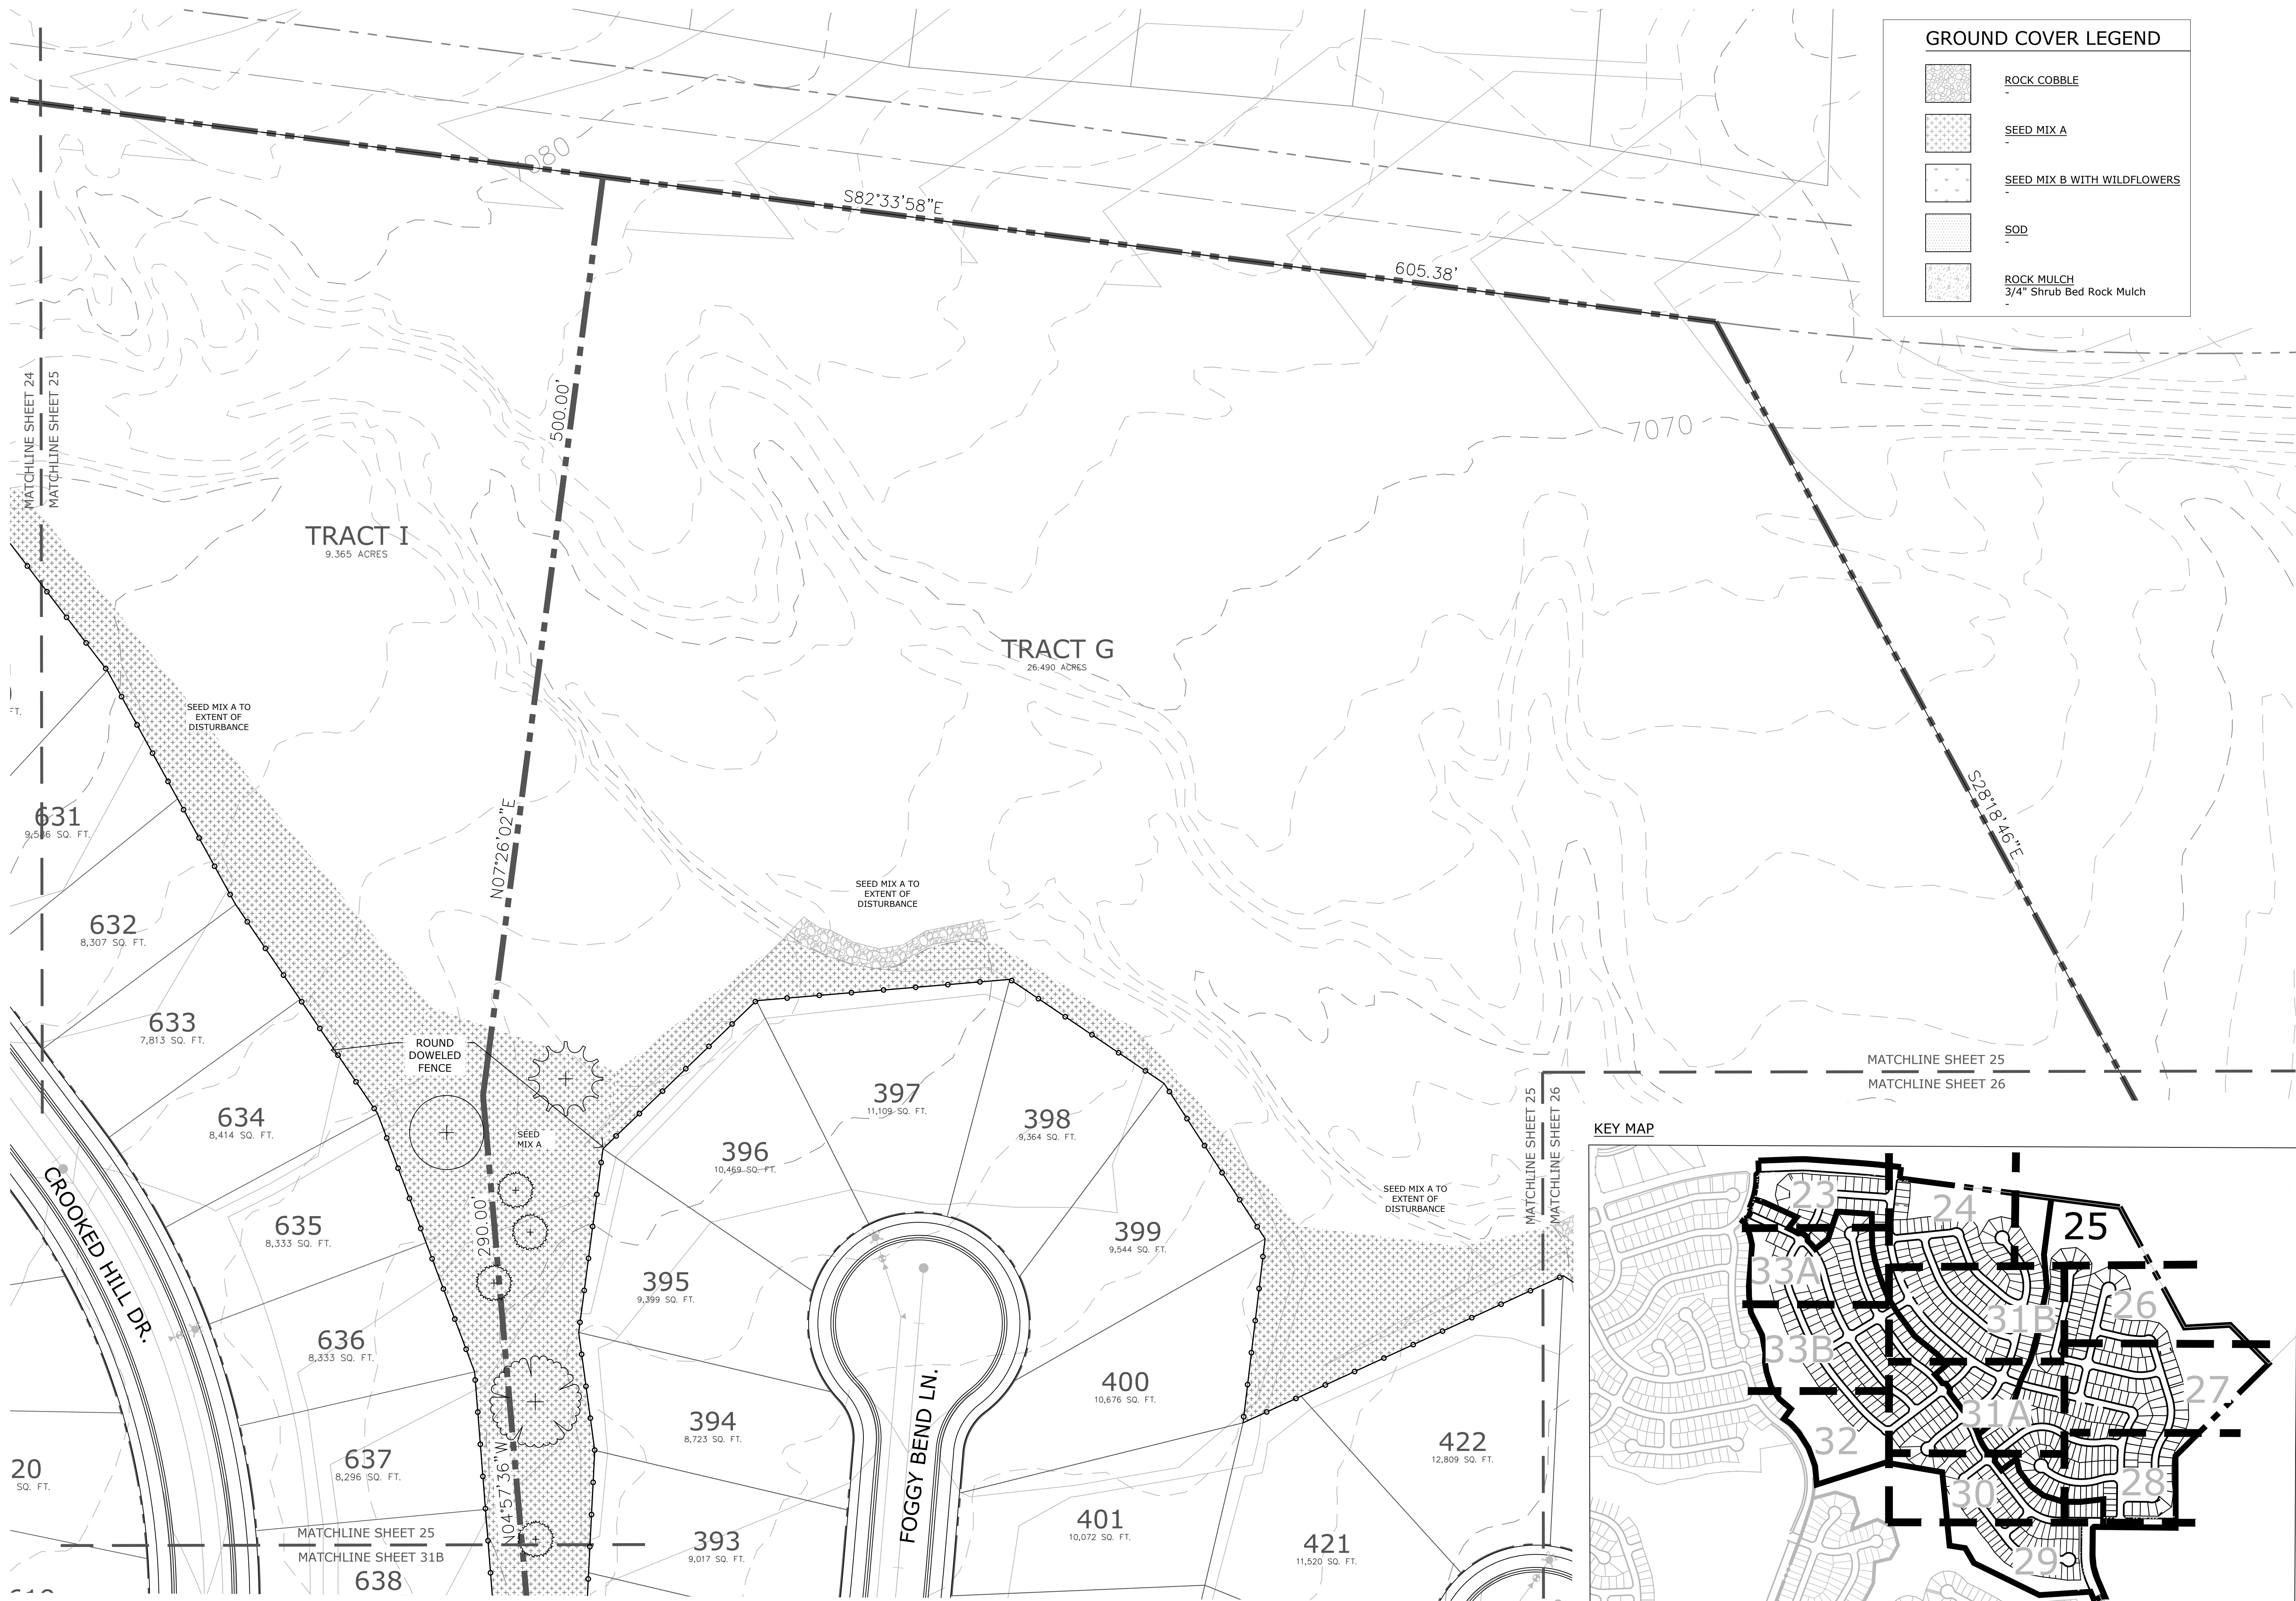 GROUND COVER LEGEND
ROCK COBBLE
-
SEED MIX A
-
SEED MIX B WITH WILDFLOWERS
-
SOD
-
ROCK MULCH
3/4" Shrub Bed Rock Mulch
-
S82°33'58"E
605.38'
500.00'
7070
MATCHLINE SHEET 24
MATCHLINE SHEET 25
TRACT I
9.365 ACRES
TRACT G
26.490 ACRES
SEED MIX A TO
EXTENT OF
DISTURBANCE
N07°26'02"E
S28°18'46"E
SEED MIX A TO
EXTENT OF
DISTURBANCE
631
632
8,307 SQ. FT.
633
7,813 SQ. FT.
ROUND
DOWELED
FENCE
634
8,414 SQ. FT.
SEED
MIX A
397
11,109 SQ. FT.
398
9,364 SQ. FT.
396
10,469 SQ. FT.
MATCHLINE SHEET 25
MATCHLINE SHEET 26
MATCHLINE SHEET 25
MATCHLINE SHEET 26
SEED MIX A TO
EXTENT OF
DISTURBANCE
CROOKED HILL DR.
635
8,333 SQ. FT.
290.00'
395
9,399 SQ. FT.
399
9,544 SQ. FT.
636
8,333 SQ. FT.
400
10,676 SQ. FT.
394
8,723 SQ. FT.
FOGGY BEND LN.
422
12,809 SQ. FT.
637
8,296 SQ. FT.
N04°57'36"W
20
SQ. FT.
393
9,017 SQ. FT.
401
10,072 SQ. FT.
421
11,520 SQ. FT.
MATCHLINE SHEET 25
MATCHLINE SHEET 31B
638
KEY MAP
23
24
25
33A
26
31B
33B
27
31A
32
28
30
29